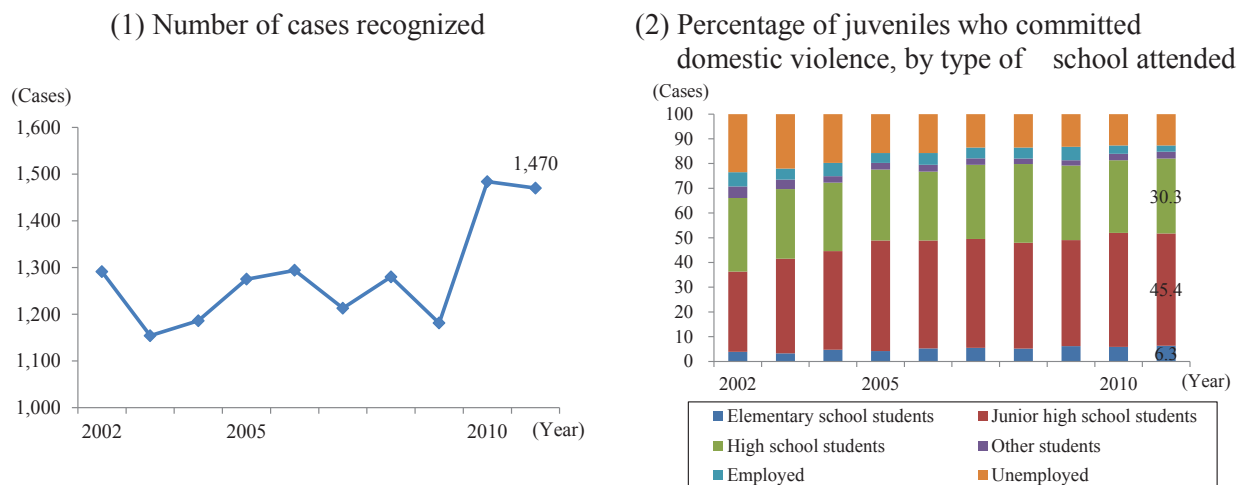 (1) Number of cases recognized
(Cases)
1,600
1,500
1,400
1,300
1,200
1,100
1,000
1,470
2002
2005
2010
(Year)
(2) Percentage of juveniles who committed
domestic violence, by type of school attended
(Cases)
100
90
80
70
60
50
40
30
20
10
0
30.3
45.4
6.3
2002
2005
2010
(Year)
Elementary school students
Junior high school students
High school students
Other students
Employed
Unemployed